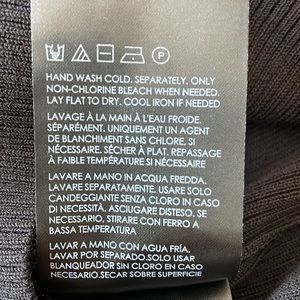 P
HAND WASH COLD. SEPARATELY. ONLY
NON-CHLORINE BLEACH WHEN NEEDED.
LAY FLAT TO DRY. COOL IRON IF NEEDED
LAVAGE À LA MAIN À L'EAU FROIDE.
SÉPARÉMENT. UNIQUEMENT UN AGENT
DE BLANCHIMENT SANS CHLORE, SI
NÉCESSAIRE. SÉCHER À PLAT. REPASSAGE
À FAIBLE TEMPÉRATURE SI NÉCESSAIRE
LAVARE A MANO IN ACQUA FREDDA.
LAVARE SEPARATAMENTE. USARE SOLO
CANDEGGIANTE SENZA CLORO IN CASO
DI NECESSITÀ. ASCIUGARE DISTESO. SE
NECESSARIO. STIRARE CON FERRO A
BASSA TEMPERATURA
LAVAR A MANO CON AGUA FRÍA.
LAVAR POR SEPARADO.SOLO USAR
BLANQUEADOR SIN CLORO EN CASO
NECESARIO. SECAR SOBRE SUPERFICIE